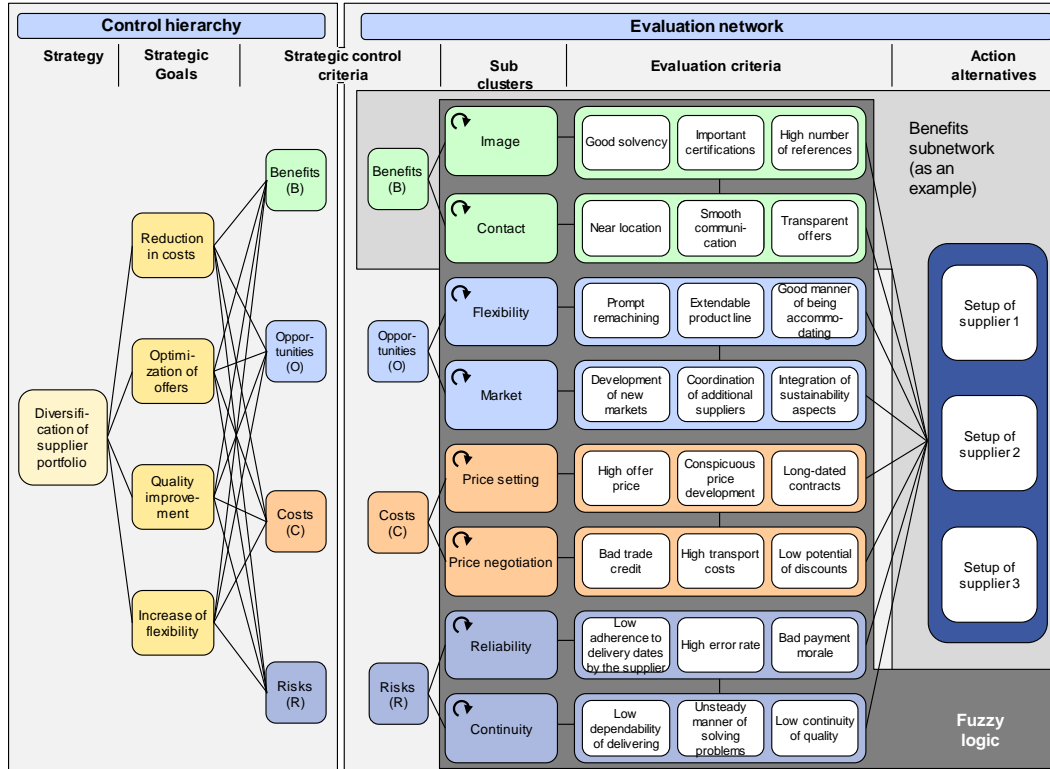 Control hierarchy
Evaluation network
Strategy
Strategic
Goals
Strategic control
criteria
Sub
clusters
Evaluation criteria
Action
alternatives
Diversifi-
cation of
supplier
portfolio
Reduction
in costs
Optimi-
zation of
offers
Quality
improve-
ment
Increase of
flexibility
Benefits
(B)
Oppor-
tunities
(O)
Costs
(C)
Risks
(R)
Benefits
(B)
Oppor-
tunities
(O)
Costs
(C)
Risks
(R)
Image
Good solvency
Important
certifications
High number
of references
Contact
Near location
Smooth
communi-
cation
Transparent
offers
Flexibility
Prompt
remachining
Extendable
product line
Good manner
of being
accommo-
dating
Market
Development
of new
markets
Coordination
of additional
suppliers
Integration of
sustainability
aspects
Price setting
High offer
price
Conspicuous
price
development
Long-dated
contracts
Price negotiation
Bad trade
credit
High transport
costs
Low potential
of discounts
Reliability
Low
adherence to
delivery dates
by the supplier
High error rate
Bad payment
morale
Continuity
Low
dependability
of delivering
Unsteady
manner of
solving
problems
Low continuity
of quality
Benefits
subnetwork
(as an
example)
Setup of
supplier 1
Setup of
supplier 2
Setup of
supplier 3
Fuzzy
logic